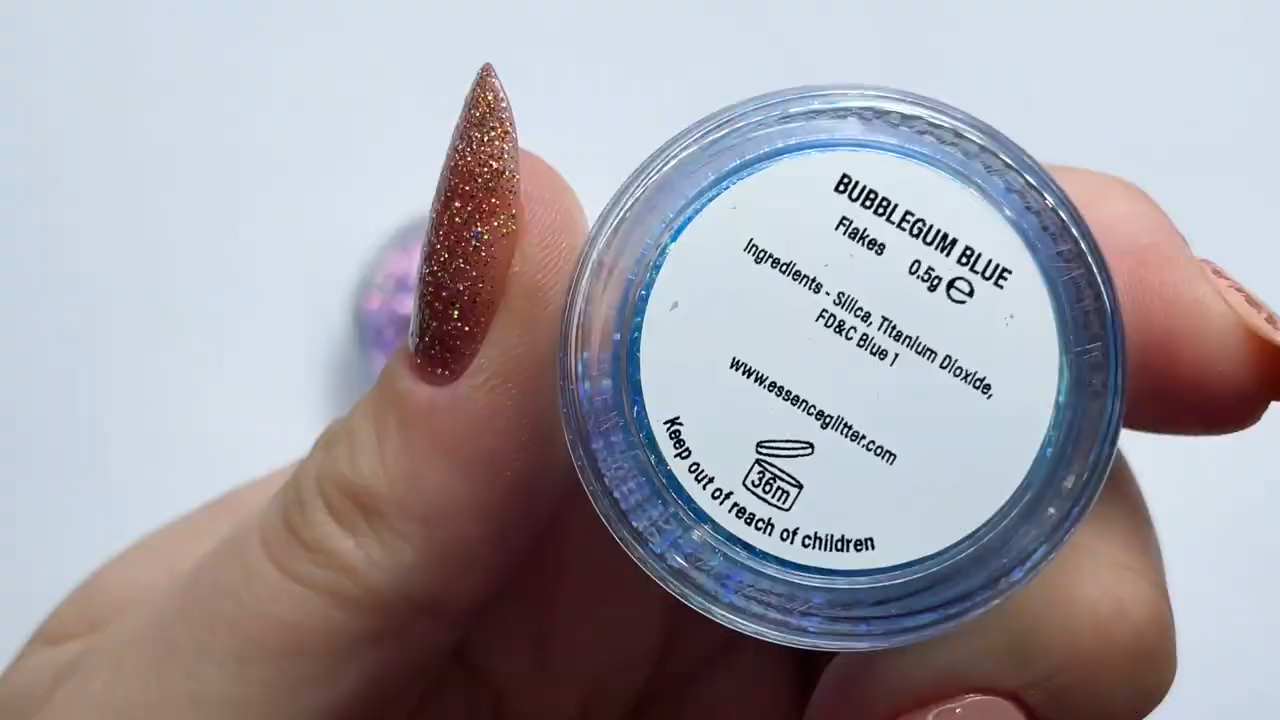 BUBBLEGUM BLUE
Flakes 0.5g ℮
Ingredients - Silica, Titanium Dioxide,
FD&C Blue 1
www.essenceglitter.com
36m
Keep out of reach of children